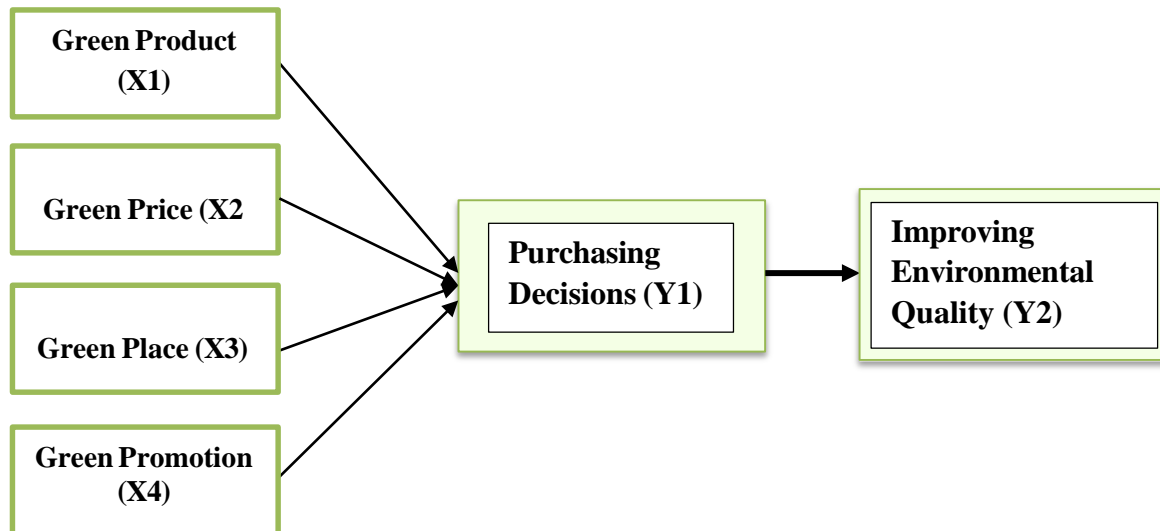 Green Product
(X1)
Green Price (X2
Green Place (X3)
Green Promotion
(X4)
Purchasing
Decisions (Y1)
Improving
Environmental
Quality (Y2)